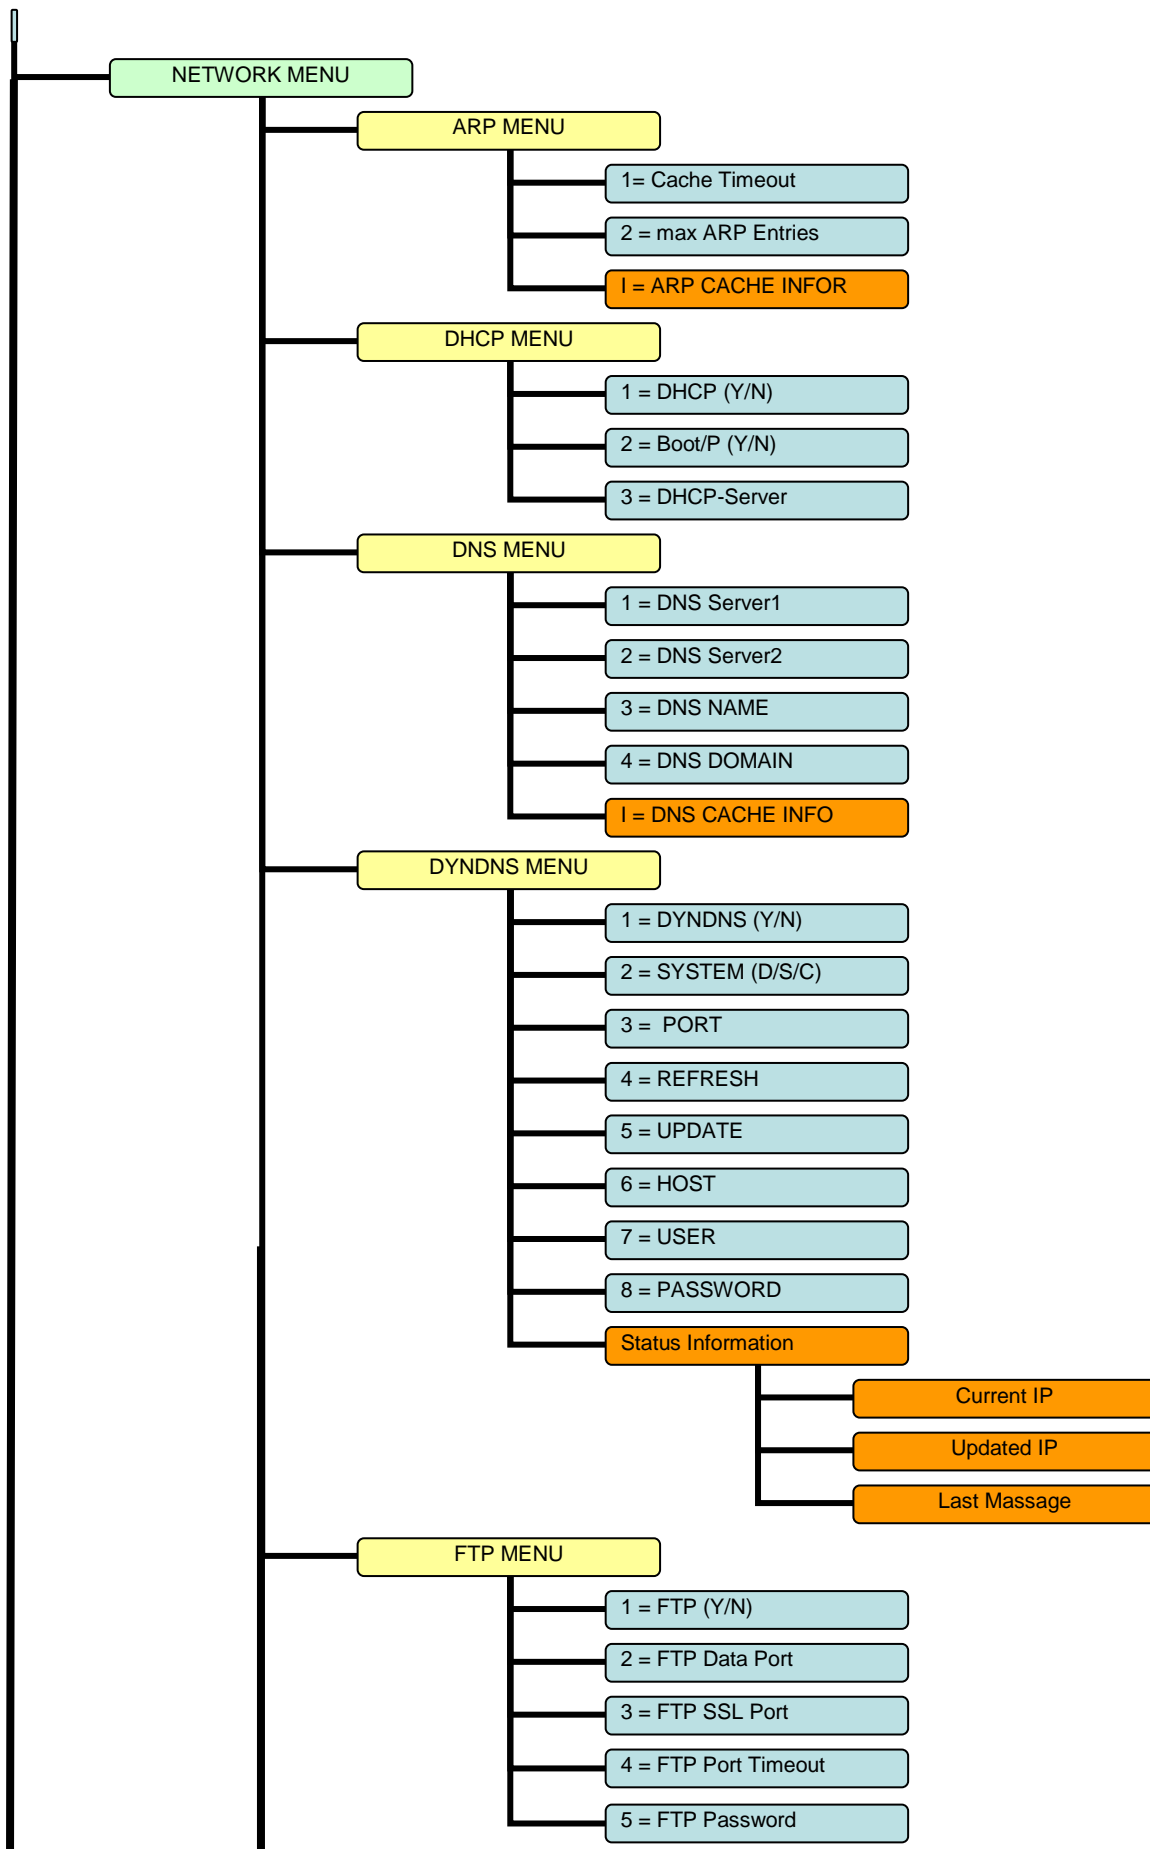 NETWORK MENU
ARP MENU
1= Cache Timeout
2 = max ARP Entries
I = ARP CACHE INFOR
DHCP MENU
1 = DHCP (Y/N)
2 = Boot/P (Y/N)
3 = DHCP-Server
DNS MENU
1 = DNS Server1
2 = DNS Server2
3 = DNS NAME
4 = DNS DOMAIN
I = DNS CACHE INFO
DYNDNS MENU
1 = DYNDNS (Y/N)
2 = SYSTEM (D/S/C)
3 =  PORT
4 = REFRESH
5 = UPDATE
6 = HOST
7 = USER
8 = PASSWORD
Status Information
Current IP
Updated IP
Last Massage
FTP MENU
1 = FTP (Y/N)
2 = FTP Data Port
3 = FTP SSL Port
4 = FTP Port Timeout
5 = FTP Password